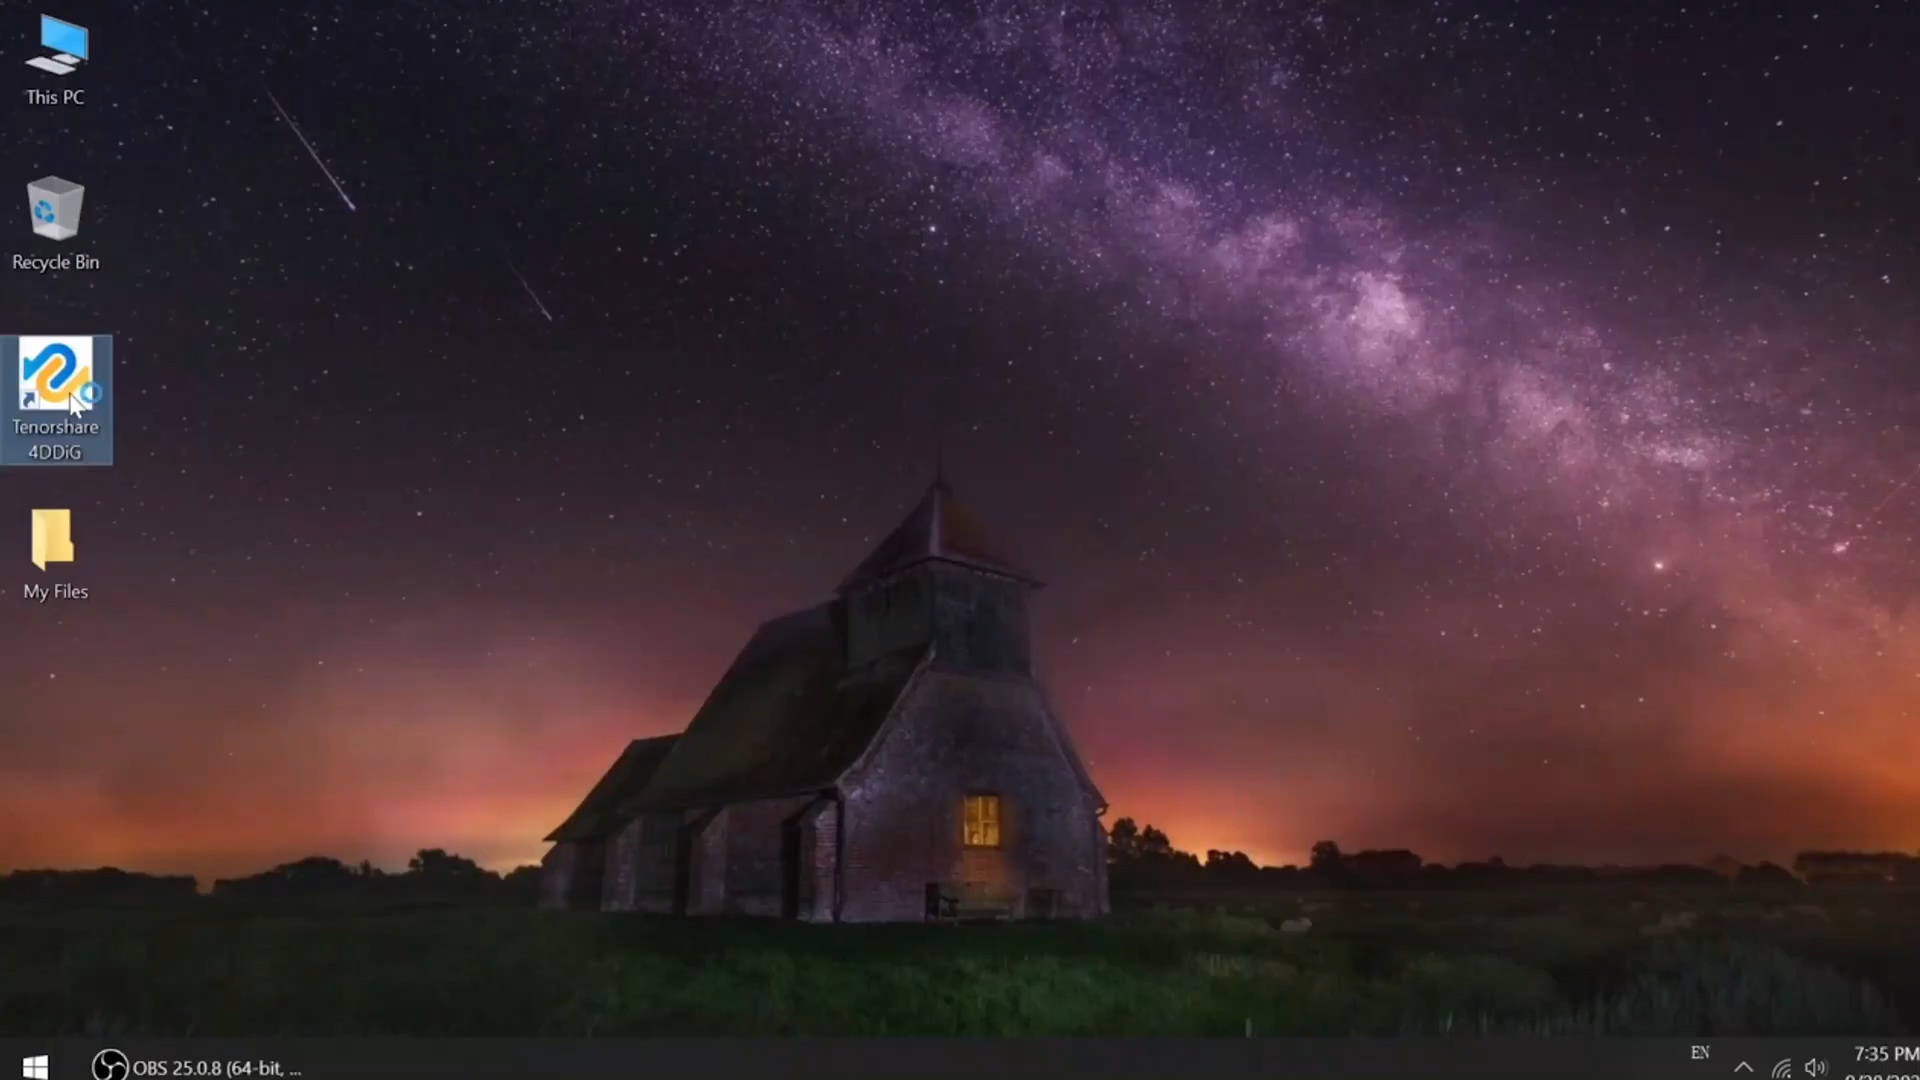 This PC
Recycle Bin
Tenorshare
4DDiG
My Files
OBS 25.0.8 (64-bit, ...
EN
7:35 PM